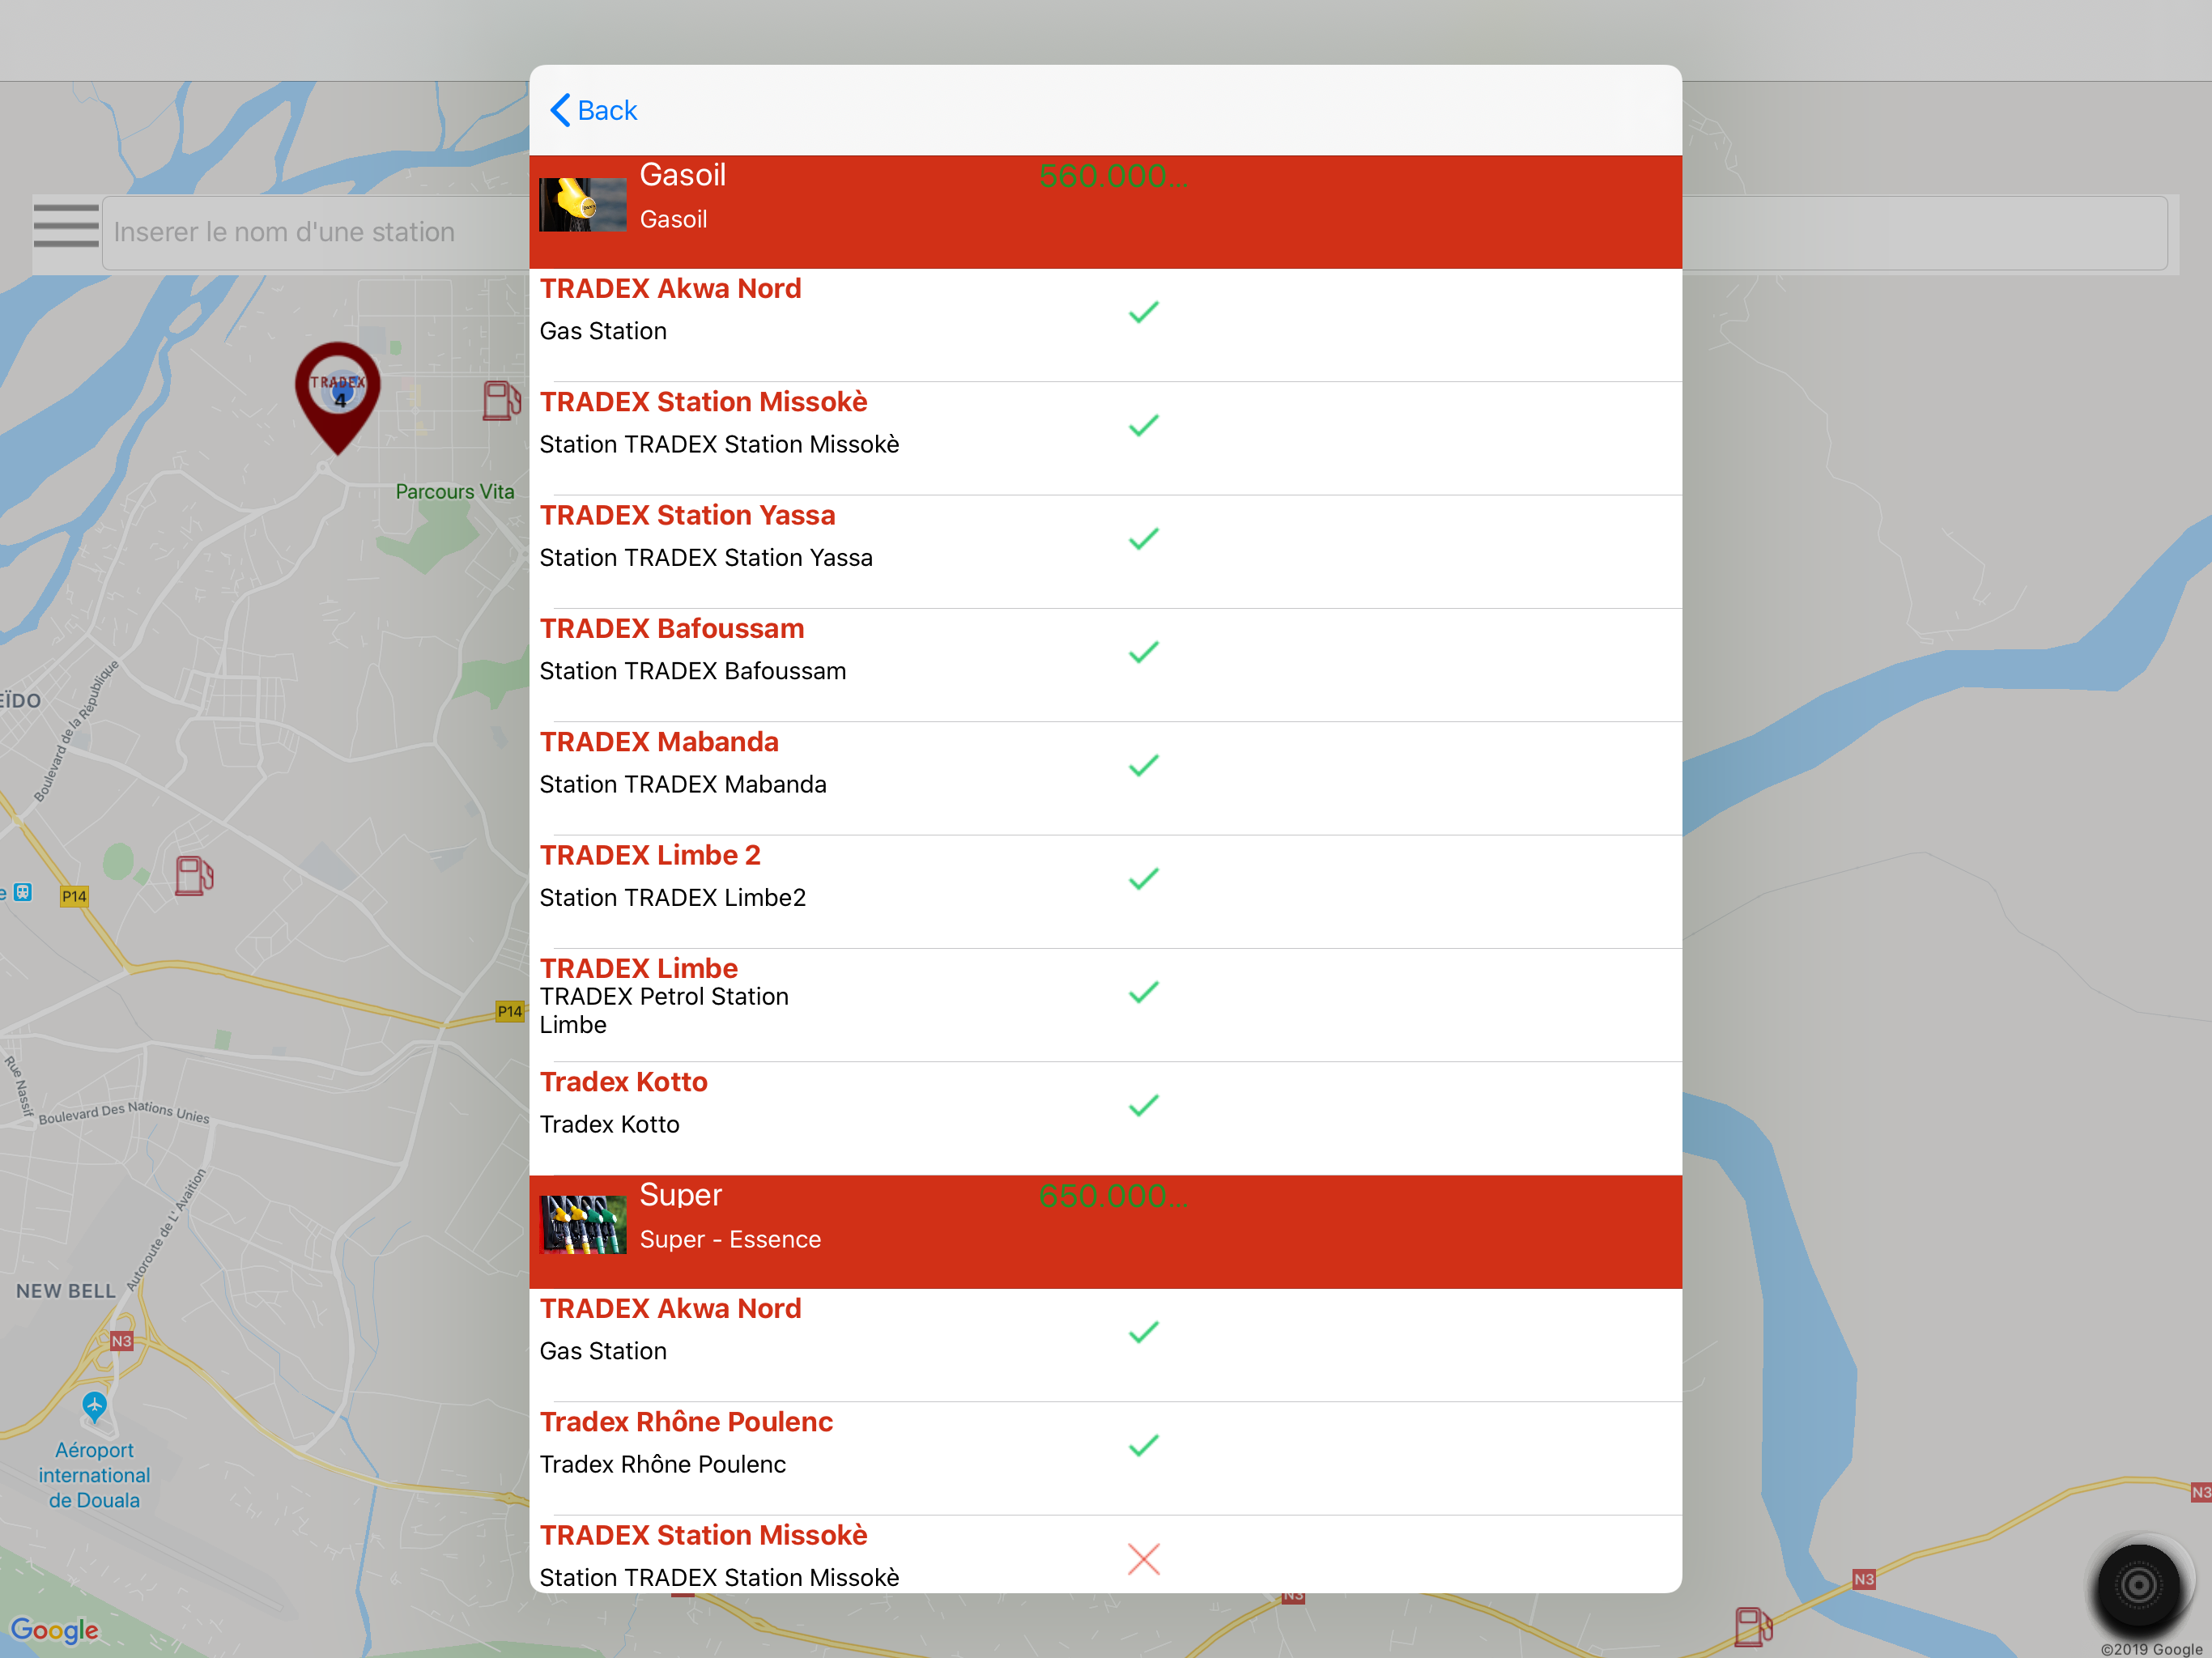 Back
Gasoil
560.000...
Gasoil
TRADEX Akwa Nord
Gas Station
TRADEX Station Missokè
Station TRADEX Station Missokè
TRADEX Station Yassa
Station TRADEX Station Yassa
TRADEX Bafoussam
Station TRADEX Bafoussam
TRADEX Mabanda
Station TRADEX Mabanda
TRADEX Limbe 2
Station TRADEX Limbe2
TRADEX Limbe
TRADEX Petrol Station
Limbe
Tradex Kotto
Tradex Kotto
Super
650.000...
Super - Essence
TRADEX Akwa Nord
Gas Station
Tradex Rhône Poulenc
Tradex Rhône Poulenc
TRADEX Station Missokè
Station TRADEX Station Missokè
Inserer le nom d'une station
TRADEX
4
Parcours Vita
EÏDO
Boulevard de la République
e
P14
P14
Rue Nassif
Boulevard Des Nations Unies
Autoroute de L' Avaition
NEW BELL
N3
Aéroport
international
de Douala
N3
N3
N3
Google
©2019 Google